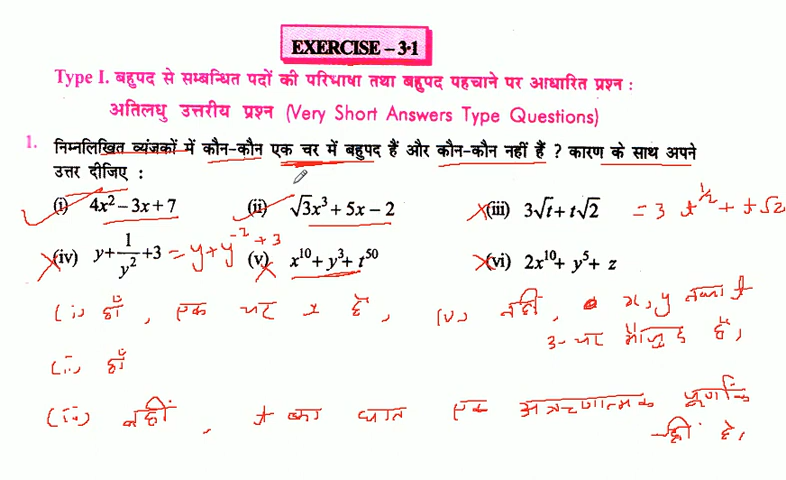 EXERCISE – 3·1
Type I. बहुपद से सम्बन्धित पदों की परिभाषा तथा बहुपद पहचाने पर आधारित प्रश्न :
अतिलघु उत्तरीय प्रश्न (Very Short Answers Type Questions)
1. निम्नलिखित व्यंजकों में कौन-कौन एक चर में बहुपद हैं और कौन-कौन नहीं हैं ? कारण के साथ अपने
उत्तर दीजिए :
(i) 4x² – 3x + 7 (ii) √3x³ + 5x – 2 (iii) 3√t + t√2 = 3 t^1/2 + t√2
(iv) y + 1/y² + 3 = y + y⁻² + 3 (v) x¹⁰ + y³ + t⁵⁰ (vi) 2x¹⁰ + y⁵ + z
(i) हाँ, एक चर x है, (v) नहीं, x, y तथा t
3-चर मौजुद है,
(ii) हाँ
(iii) नहीं, t का घात एक अऋणात्मक पूर्णांक
नहीं है,